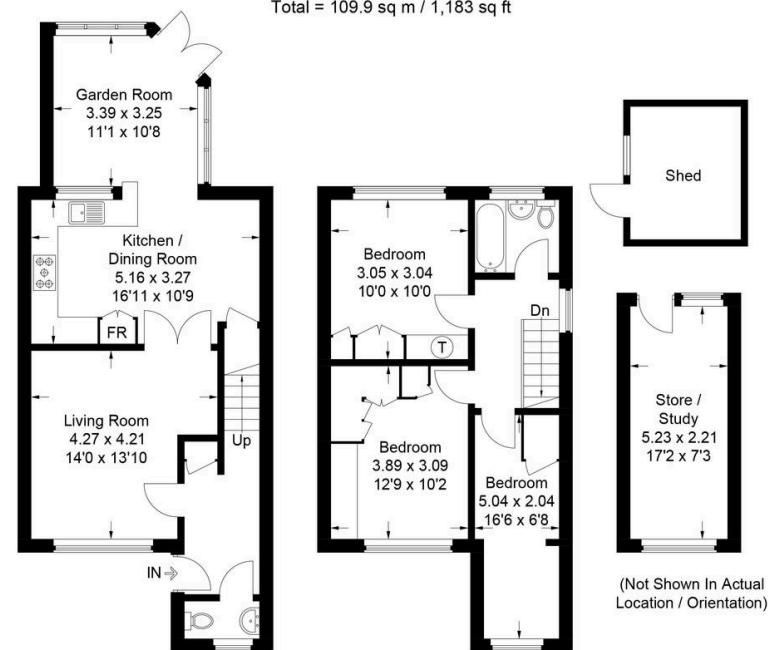 Total = 109.9 sq m / 1,183 sq ft
Garden Room
3.39 x 3.25
11'1 x 10'8
Kitchen /
Dining Room
5.16 x 3.27
16'11 x 10'9
FR
Living Room
4.27 x 4.21
14'0 x 13'10
Up
IN
Bedroom
3.05 x 3.04
10'0 x 10'0
T
Dn
Bedroom
3.89 x 3.09
12'9 x 10'2
Bedroom
5.04 x 2.04
16'6 x 6'8
Shed
Store /
Study
5.23 x 2.21
17'2 x 7'3
(Not Shown In Actual
Location / Orientation)